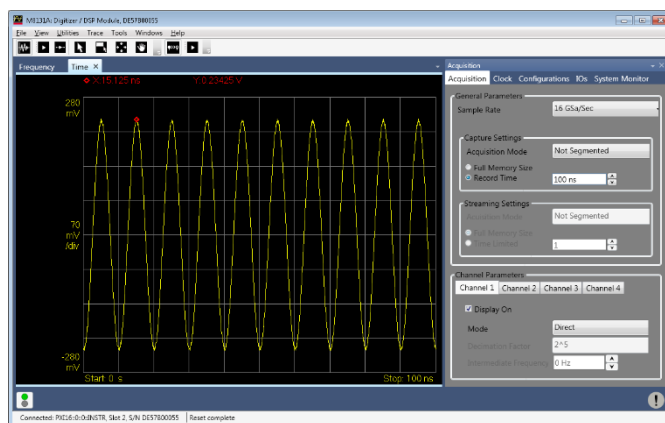 M8131A: Digitizer / DSP Module, DE57B00055
File View Utilities Trace Tools Windows Help
Frequency Time
X 15.125 ns Y 0.23425 V
280 mV
70 mV /div
-280 mV
Start: 0 s Stop: 100 ns
Acquisition
Acquisition Clock Configurations IOs System Monitor
General Parameters
Sample Rate 16 GSa/Sec
Capture Settings
Acquisition Mode Not Segmented
Full Memory Size
Record Time 100 ns
Streaming Settings
Acquisition Mode Not Segmented
Full Memory Size
Time Limited 1
Channel Parameters
Channel 1 Channel 2 Channel 3 Channel 4
Display On
Mode Direct
Decimation Factor 2^5
Intermediate Frequency 0 Hz
Connected: PXI16::0::0::INSTR, Slot 2, S/N DE57B00055 Reset complete